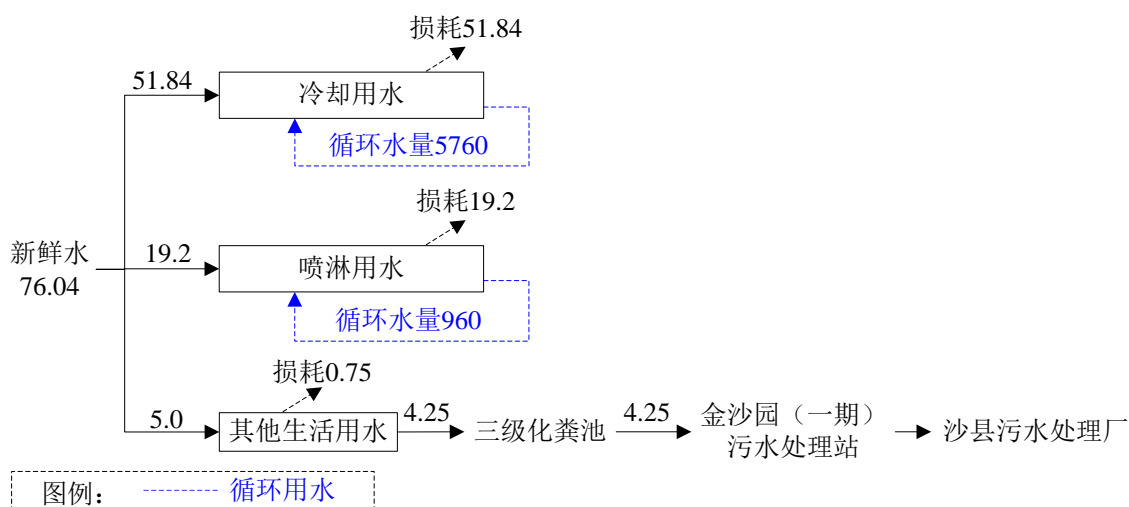 损耗51.84
51.84
冷却用水
循环水量5760
损耗19.2
新鲜水
76.04
19.2
喷淋用水
循环水量960
损耗0.75
5.0
其他生活用水
4.25
三级化粪池
4.25
金沙园（一期）
污水处理站
沙县污水处理厂
图例：
循环用水